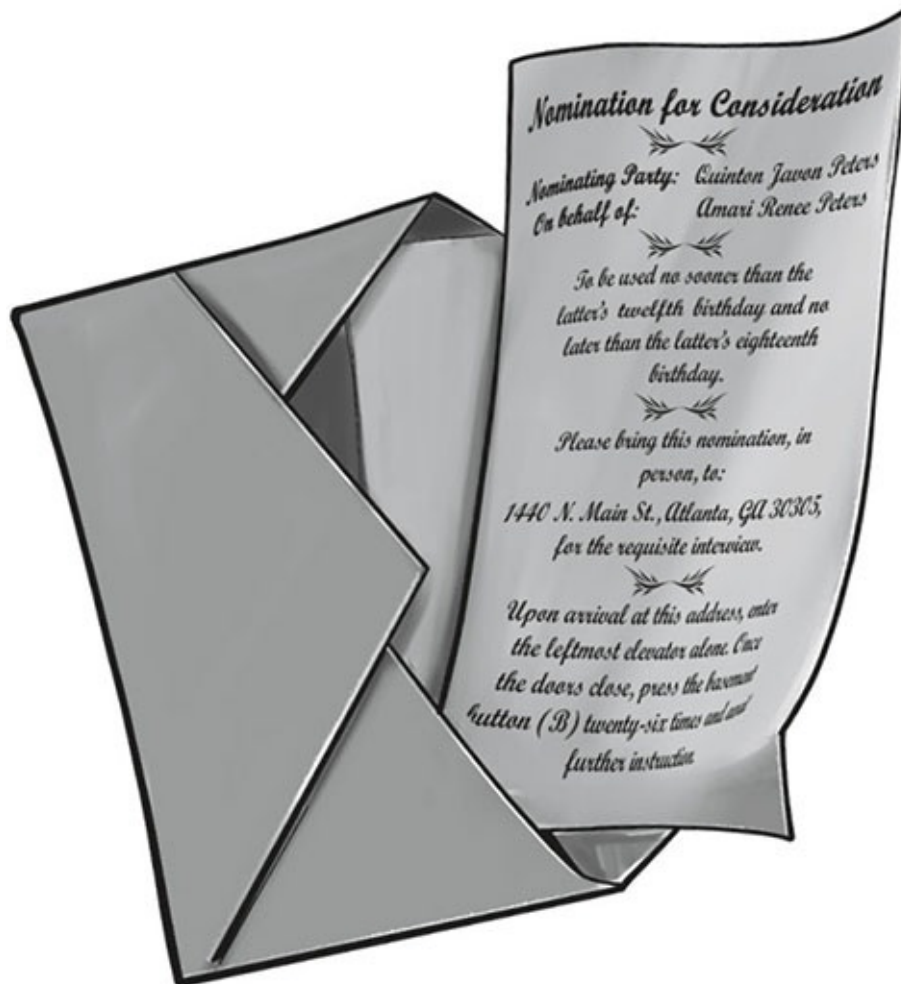 Nomination for Consideration
Nominating Party: Quinton Javon Peters
On behalf of: Amari Renee Peters
To be used no sooner than the
latter's twelfth birthday and no
later than the latter's eighteenth
birthday.
Please bring this nomination, in
person, to:
1440 N. Main St., Atlanta, GA 30305,
for the requisite interview.
Upon arrival at this address, enter
the leftmost elevator alone. Once
the doors close, press the basement
button (B) twenty-six times and await
further instruction